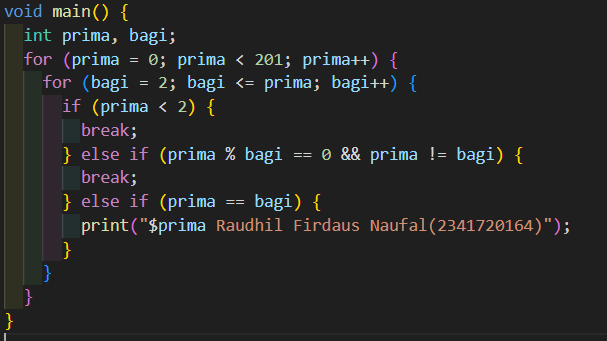 void main() {
  int prima, bagi;
  for (prima = 0; prima < 201; prima++) {
    for (bagi = 2; bagi <= prima; bagi++) {
      if (prima < 2) {
        break;
      } else if (prima % bagi == 0 && prima != bagi) {
        break;
      } else if (prima == bagi) {
        print("$prima Raudhil Firdaus Naufal(2341720164)");
      }
    }
  }
}